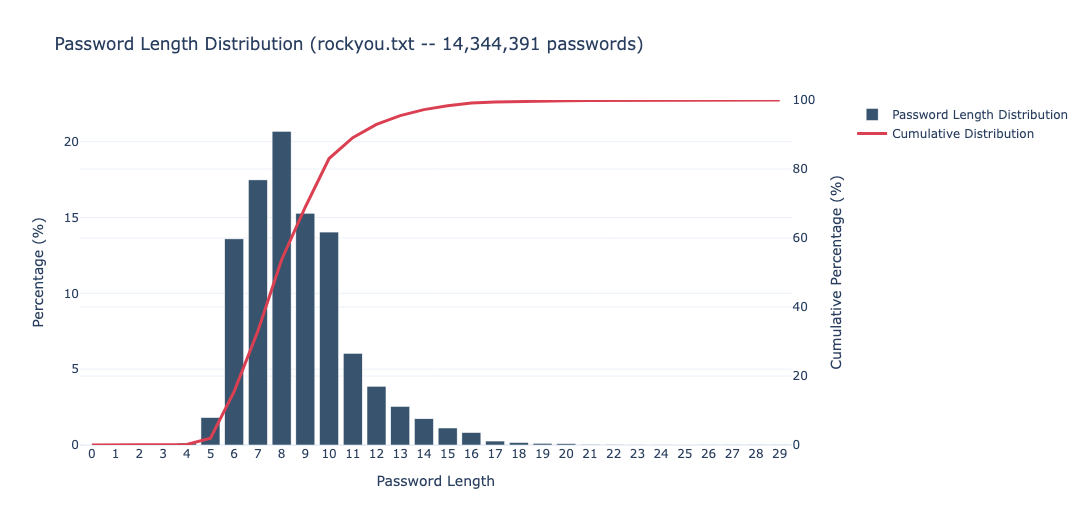 Password Length Distribution (rockyou.txt -- 14,344,391 passwords)
Password Length Distribution
Cumulative Distribution
Percentage (%)
20
15
10
5
0
100
80
60
40
20
0
Cumulative Percentage (%)
0 1 2 3 4 5 6 7 8 9 10 11 12 13 14 15 16 17 18 19 20 21 22 23 24 25 26 27 28 29
Password Length